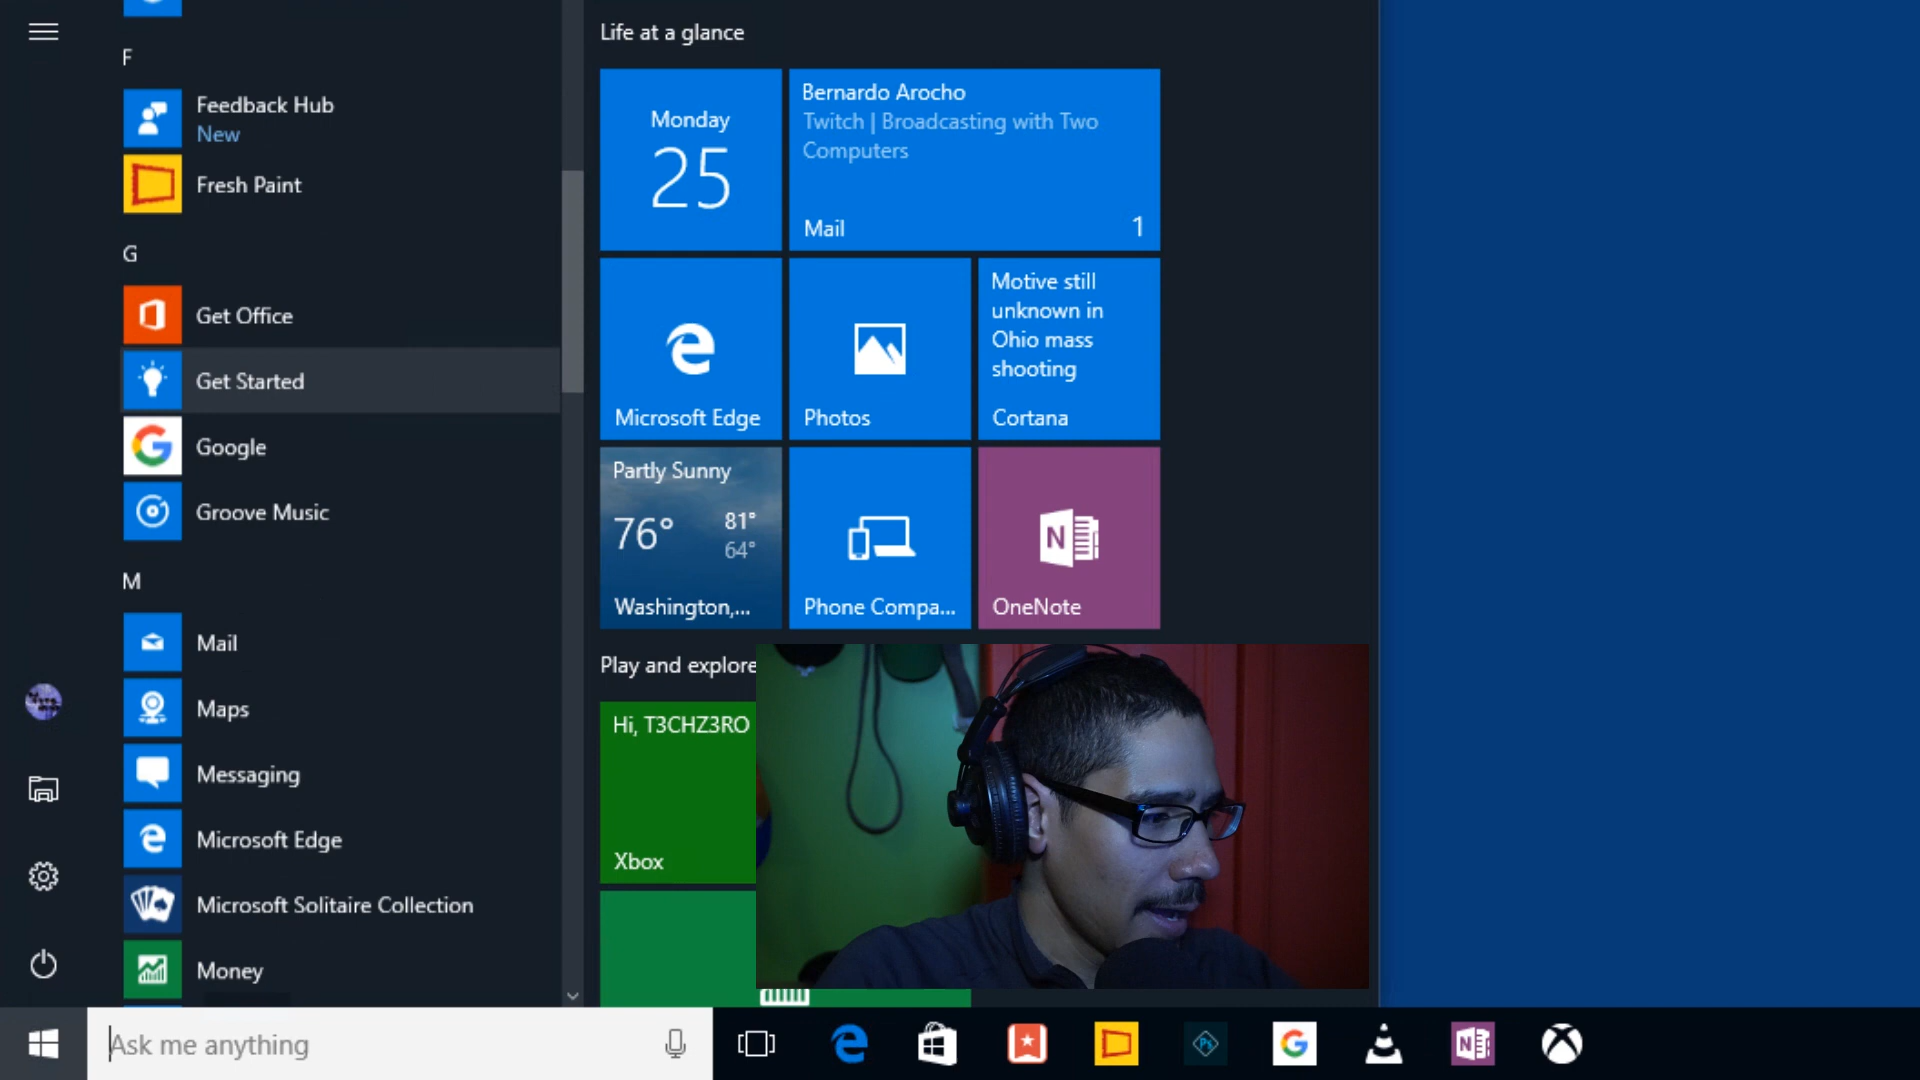 F
Feedback Hub
New
Fresh Paint
G
Get Office
Get Started
Google
Groove Music
M
Mail
Maps
Messaging
Microsoft Edge
Microsoft Solitaire Collection
Money
Life at a glance
Monday
25
Bernardo Arocho
Twitch | Broadcasting with Two
Computers
Mail 1
Microsoft Edge
Photos
Motive still
unknown in
Ohio mass
shooting
Cortana
Partly Sunny
76° 81°
64°
Washington,...
Phone Compa...
N
OneNote
Play and explore
Hi, T3CHZ3RO
Xbox
Ask me anything
Ps
G
N